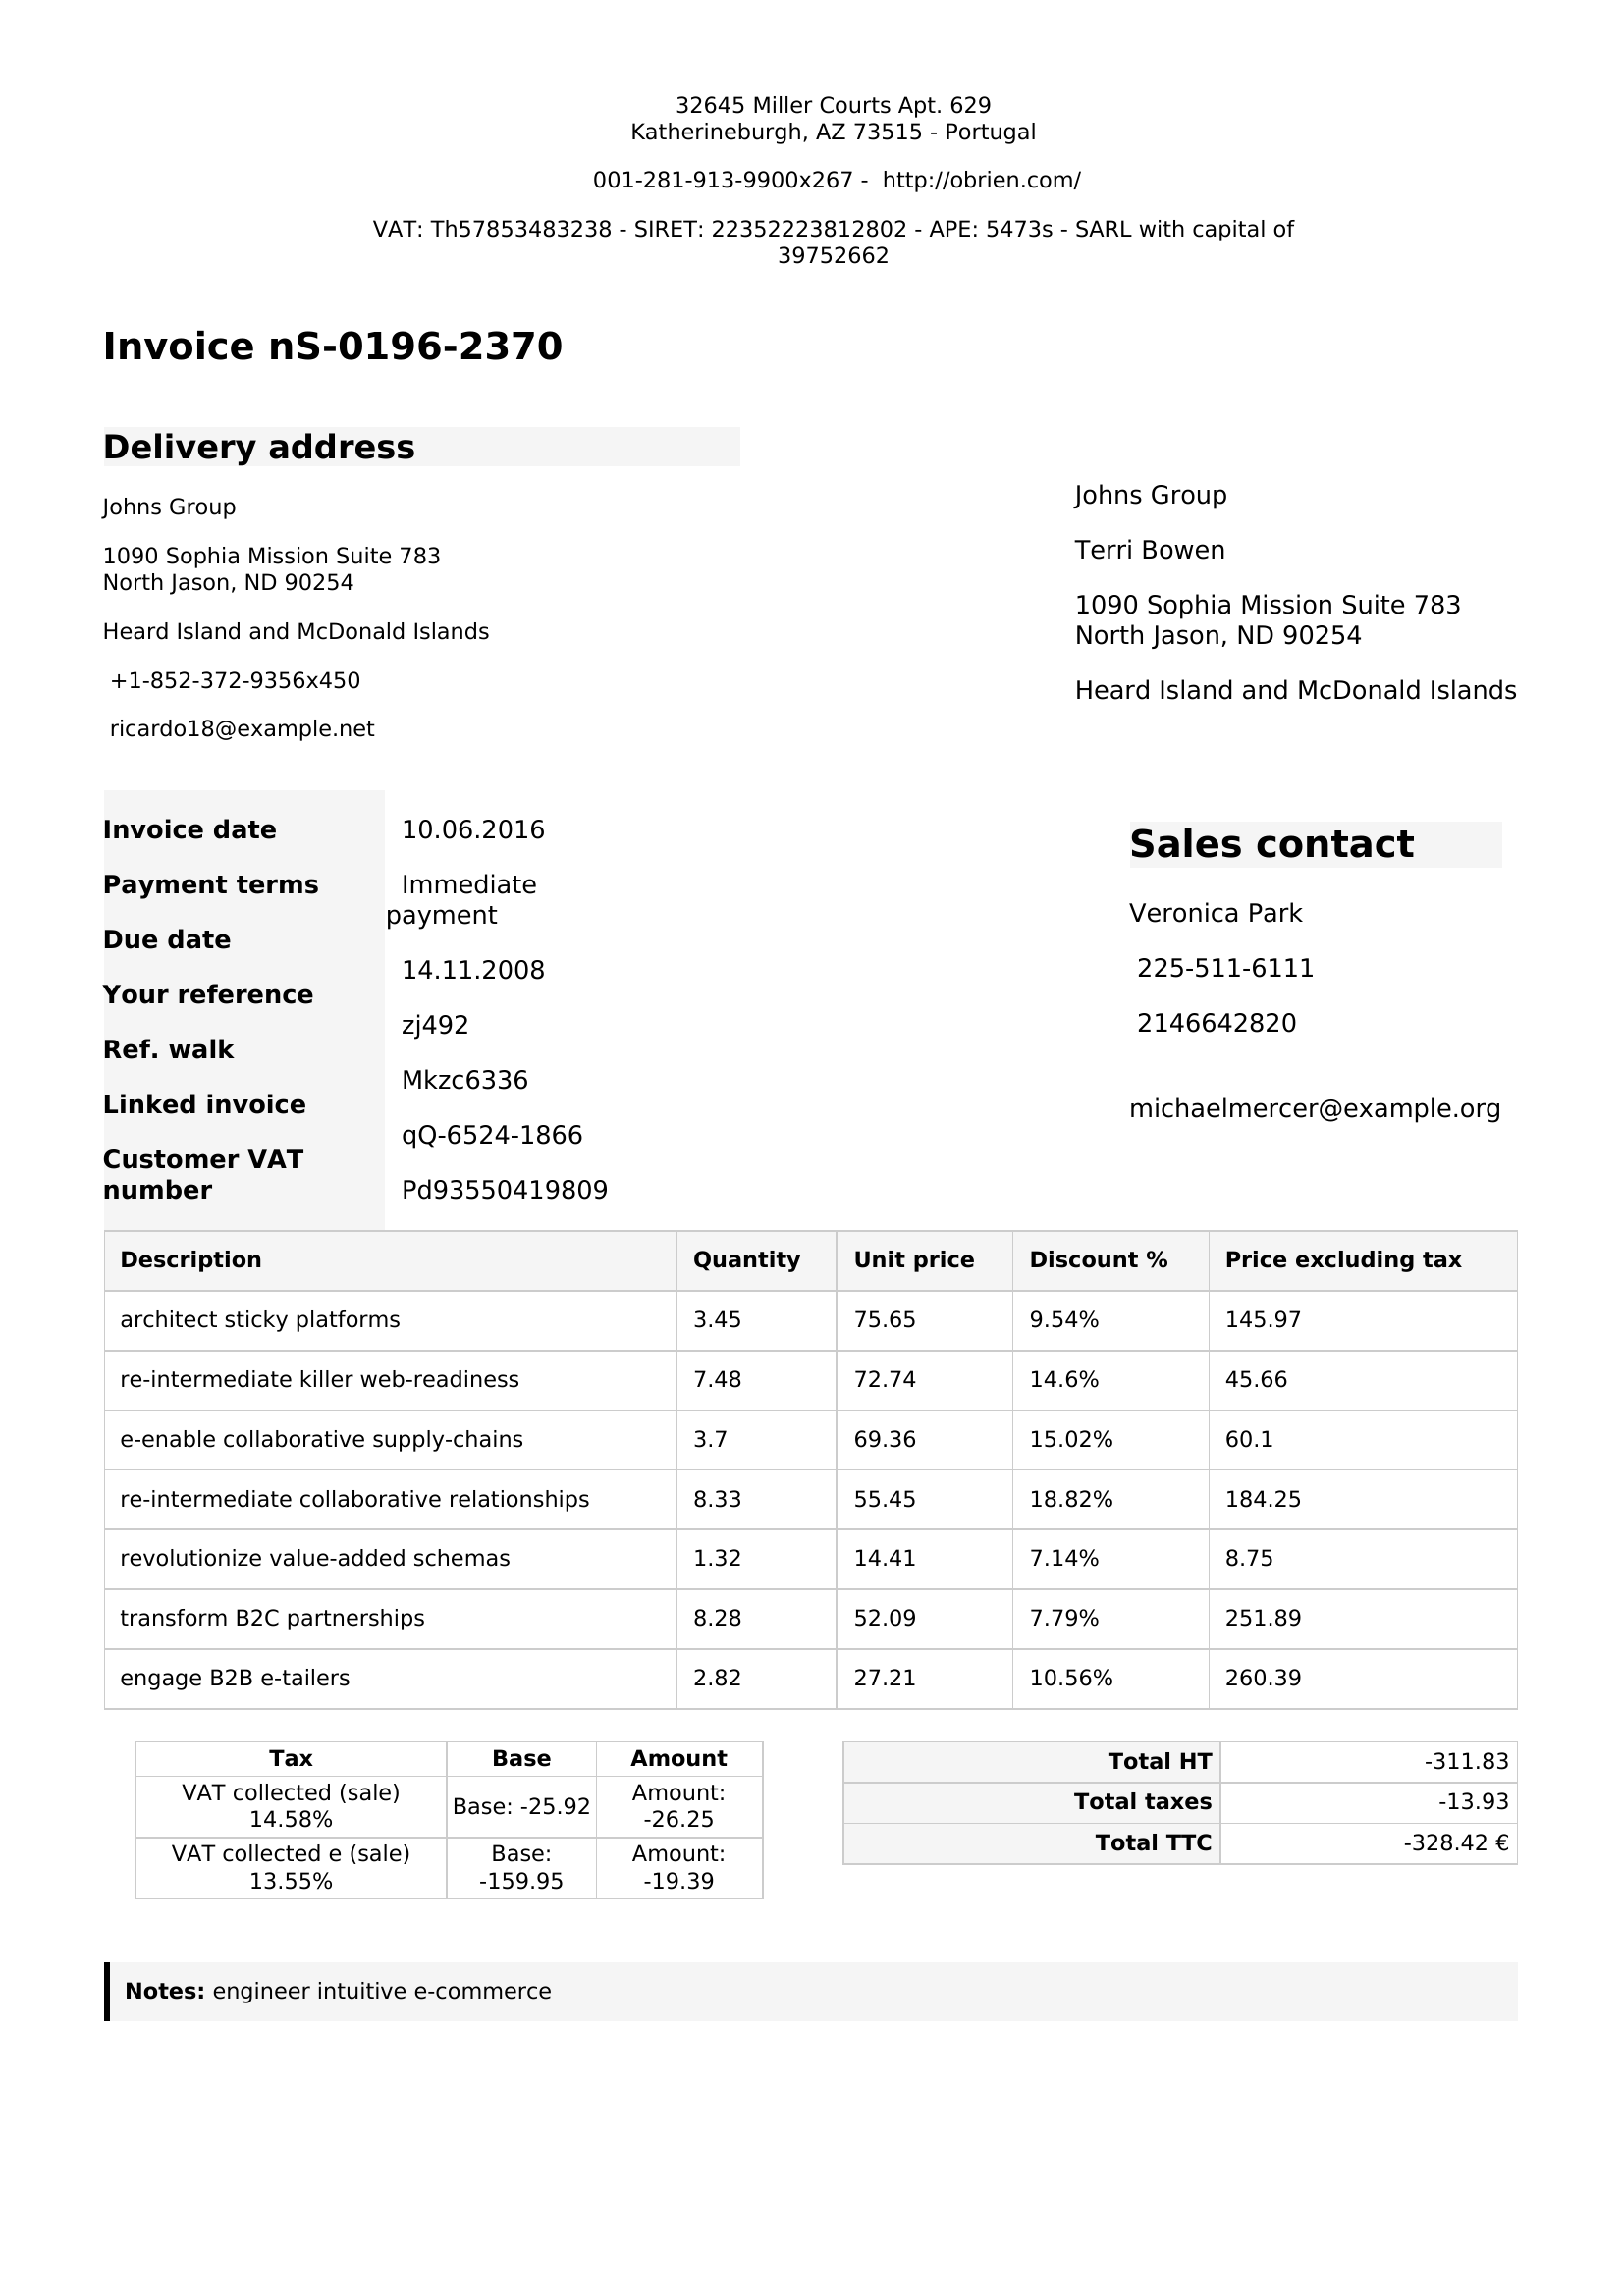 32645 Miller Courts Apt. 629
Katherineburgh, AZ 73515 - Portugal
001-281-913-9900x267 - http://obrien.com/
VAT: Th57853483238 - SIRET: 22352223812802 - APE: 5473s - SARL with capital of
39752662
Invoice nS-0196-2370
Delivery address
Johns Group
1090 Sophia Mission Suite 783
North Jason, ND 90254
Heard Island and McDonald Islands
+1-852-372-9356x450
ricardo18@example.net
Johns Group
Terri Bowen
1090 Sophia Mission Suite 783
North Jason, ND 90254
Heard Island and McDonald Islands
Invoice date
Payment terms
Due date
Your reference
Ref. walk
Linked invoice
Customer VAT
number
10.06.2016
Immediate
payment
14.11.2008
zj492
Mkzc6336
qQ-6524-1866
Pd93550419809
Sales contact
Veronica Park
225-511-6111
2146642820
michaelmercer@example.org
Description Quantity Unit price Discount % Price excluding tax
architect sticky platforms 3.45 75.65 9.54% 145.97
re-intermediate killer web-readiness 7.48 72.74 14.6% 45.66
e-enable collaborative supply-chains 3.7 69.36 15.02% 60.1
re-intermediate collaborative relationships 8.33 55.45 18.82% 184.25
revolutionize value-added schemas 1.32 14.41 7.14% 8.75
transform B2C partnerships 8.28 52.09 7.79% 251.89
engage B2B e-tailers 2.82 27.21 10.56% 260.39
Tax Base Amount
VAT collected (sale)
14.58%
Base: -25.92
Amount:
-26.25
VAT collected e (sale)
13.55%
Base:
-159.95
Amount:
-19.39
Total HT -311.83
Total taxes -13.93
Total TTC -328.42 €
Notes: engineer intuitive e-commerce